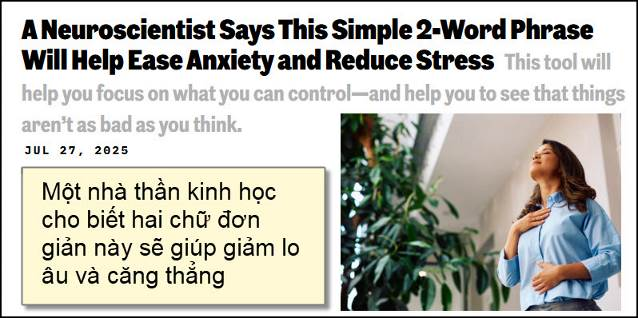 A Neuroscientist Says This Simple 2-Word Phrase
Will Help Ease Anxiety and Reduce Stress This tool will
help you focus on what you can control—and help you to see that things
aren't as bad as you think.
JUL 27, 2025
Một nhà thần kinh học
cho biết hai chữ đơn
giản này sẽ giúp giảm lo
âu và căng thẳng